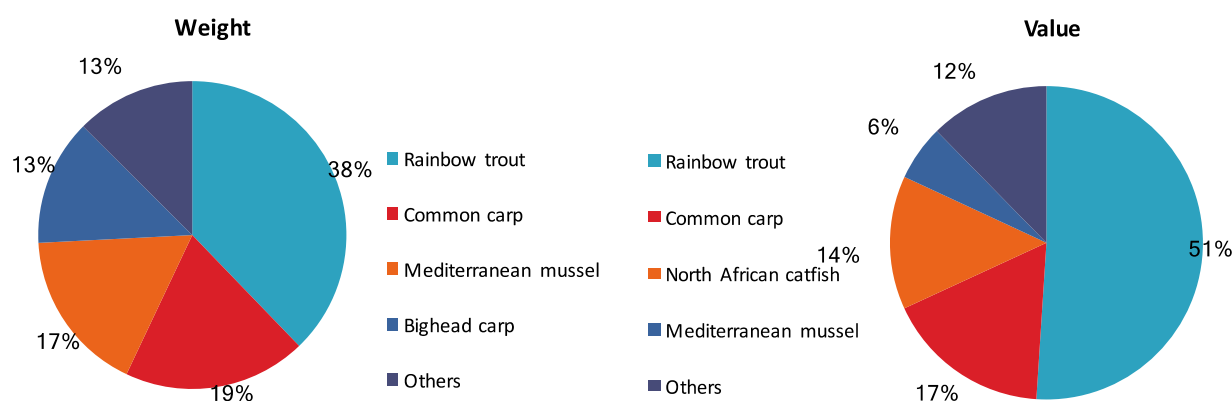 Weight
13%
13%
38%
17%
19%
Rainbow trout
Common carp
Mediterranean mussel
Bighead carp
Others
Value
12%
6%
14%
51%
17%
Rainbow trout
Common carp
North African catfish
Mediterranean mussel
Others